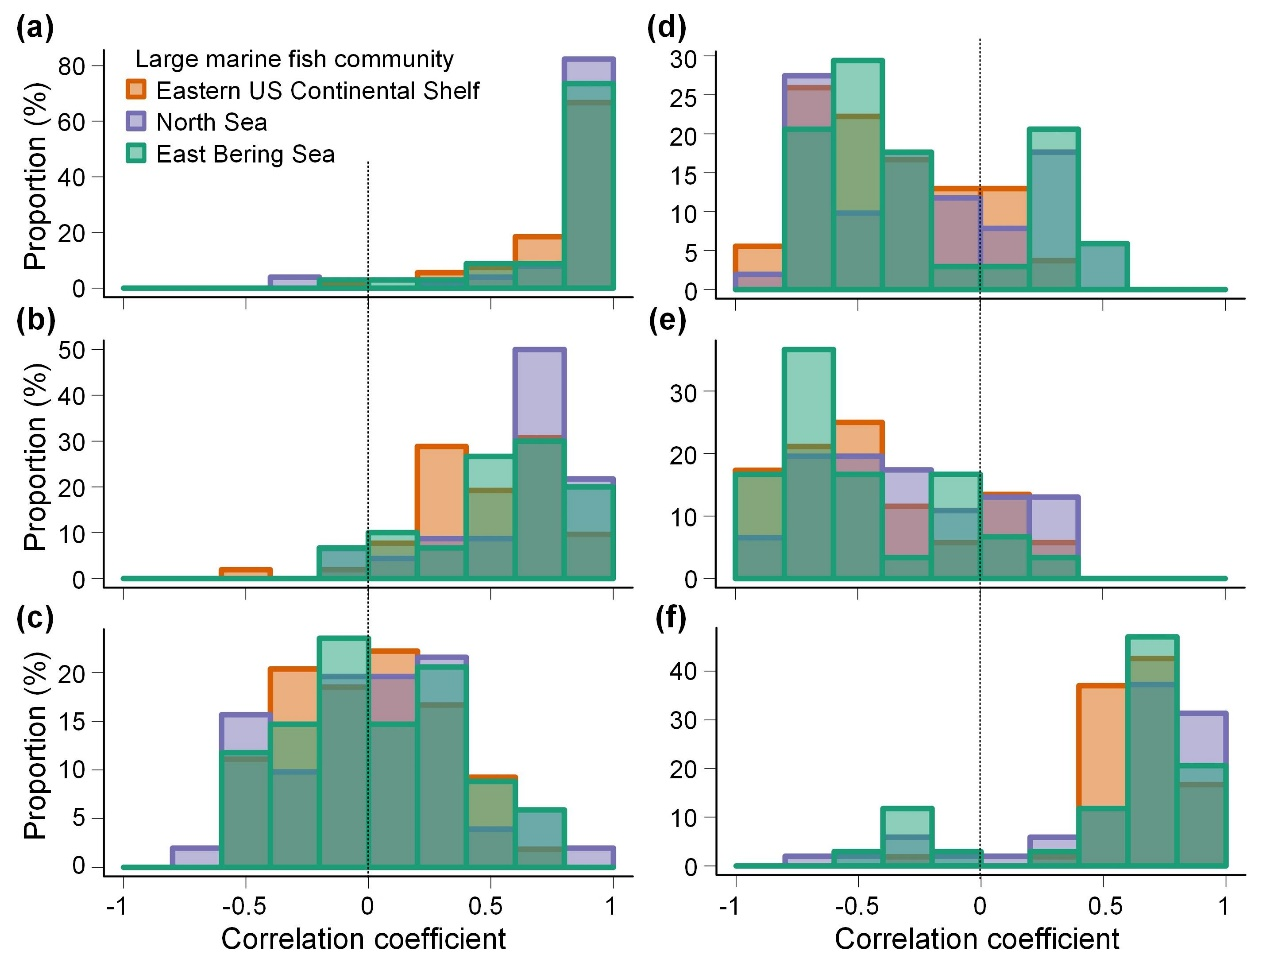 (a)
Large marine fish community
Eastern US Continental Shelf
North Sea
East Bering Sea
Proportion (%)
80
60
40
20
0
(d)
30
25
20
15
10
5
0
(b)
Proportion (%)
50
40
30
20
10
0
(e)
30
20
10
0
(c)
Proportion (%)
20
15
10
5
0
-1 -0.5 0 0.5 1
Correlation coefficient
(f)
40
30
20
10
0
-1 -0.5 0 0.5 1
Correlation coefficient